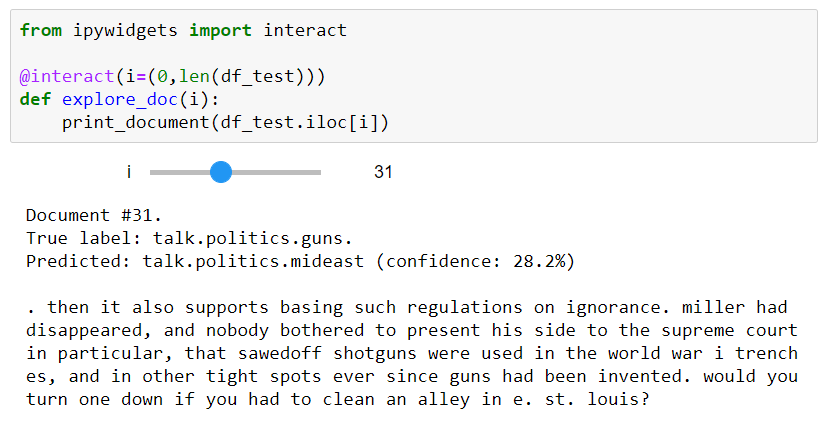 from ipywidgets import interact
@interact(i=(0,len(df_test)))
def explore_doc(i):
    print_document(df_test.iloc[i])
i 31
Document #31.
True label: talk.politics.guns.
Predicted: talk.politics.mideast (confidence: 28.2%)
. then it also supports basing such regulations on ignorance. miller had
disappeared, and nobody bothered to present his side to the supreme court
in particular, that sawedoff shotguns were used in the world war i trench
es, and in other tight spots ever since guns had been invented. would you
turn one down if you had to clean an alley in e. st. louis?